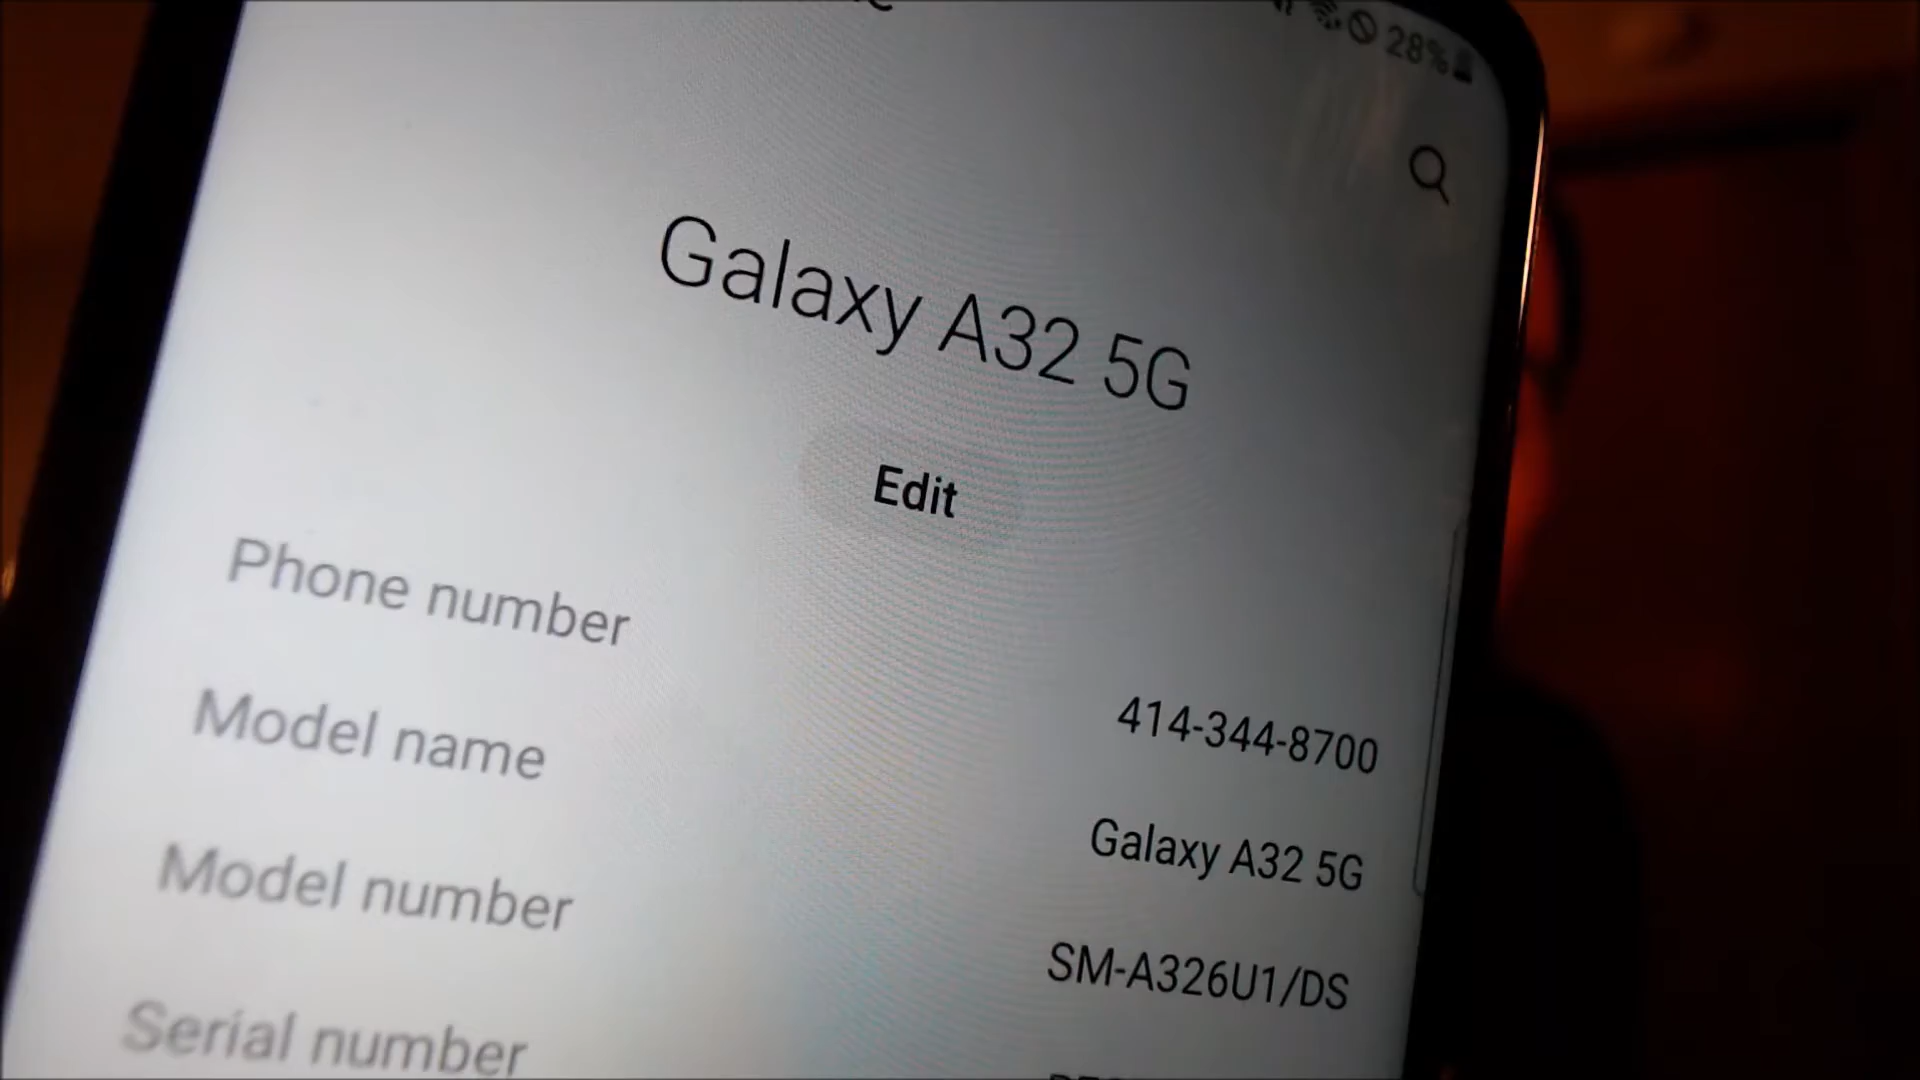 28%
Galaxy A32 5G
Edit
Phone number
414-344-8700
Model name
Galaxy A32 5G
Model number
SM-A326U1/DS
Serial number